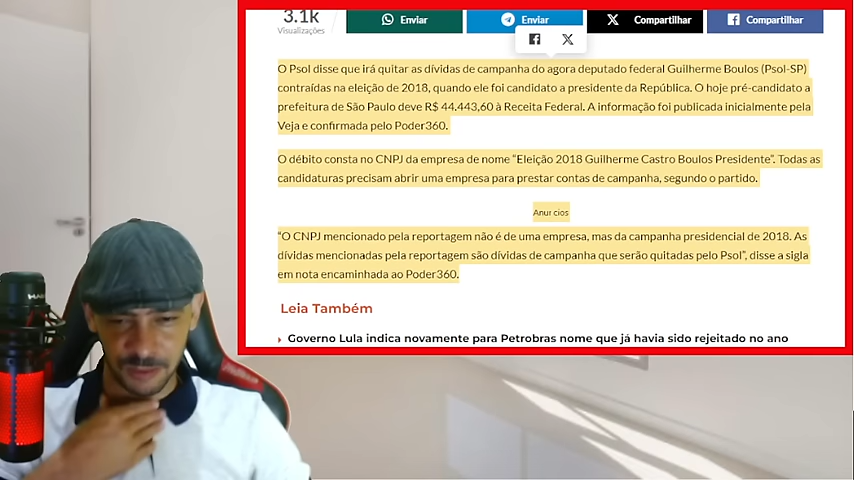 3.1k
Visualizações
Enviar
Enviar
Compartilhar
Compartilhar
O Psol disse que irá quitar as dívidas de campanha do agora deputado federal Guilherme Boulos (Psol-SP)
contraídas na eleição de 2018, quando ele foi candidato a presidente da República. O hoje pré-candidato a
prefeitura de São Paulo deve R$ 44.443,60 à Receita Federal. A informação foi publicada inicialmente pela
Veja e confirmada pelo Poder360.
O débito consta no CNPJ da empresa de nome “Eleição 2018 Guilherme Castro Boulos Presidente”. Todas as
candidaturas precisam abrir uma empresa para prestar contas de campanha, segundo o partido.
Anuncios
“O CNPJ mencionado pela reportagem não é de uma empresa, mas da campanha presidencial de 2018. As
dívidas mencionadas pela reportagem são dívidas de campanha que serão quitadas pelo Psol”, disse a sigla
em nota encaminhada ao Poder360.
Leia Também
Governo Lula indica novamente para Petrobras nome que já havia sido rejeitado no ano